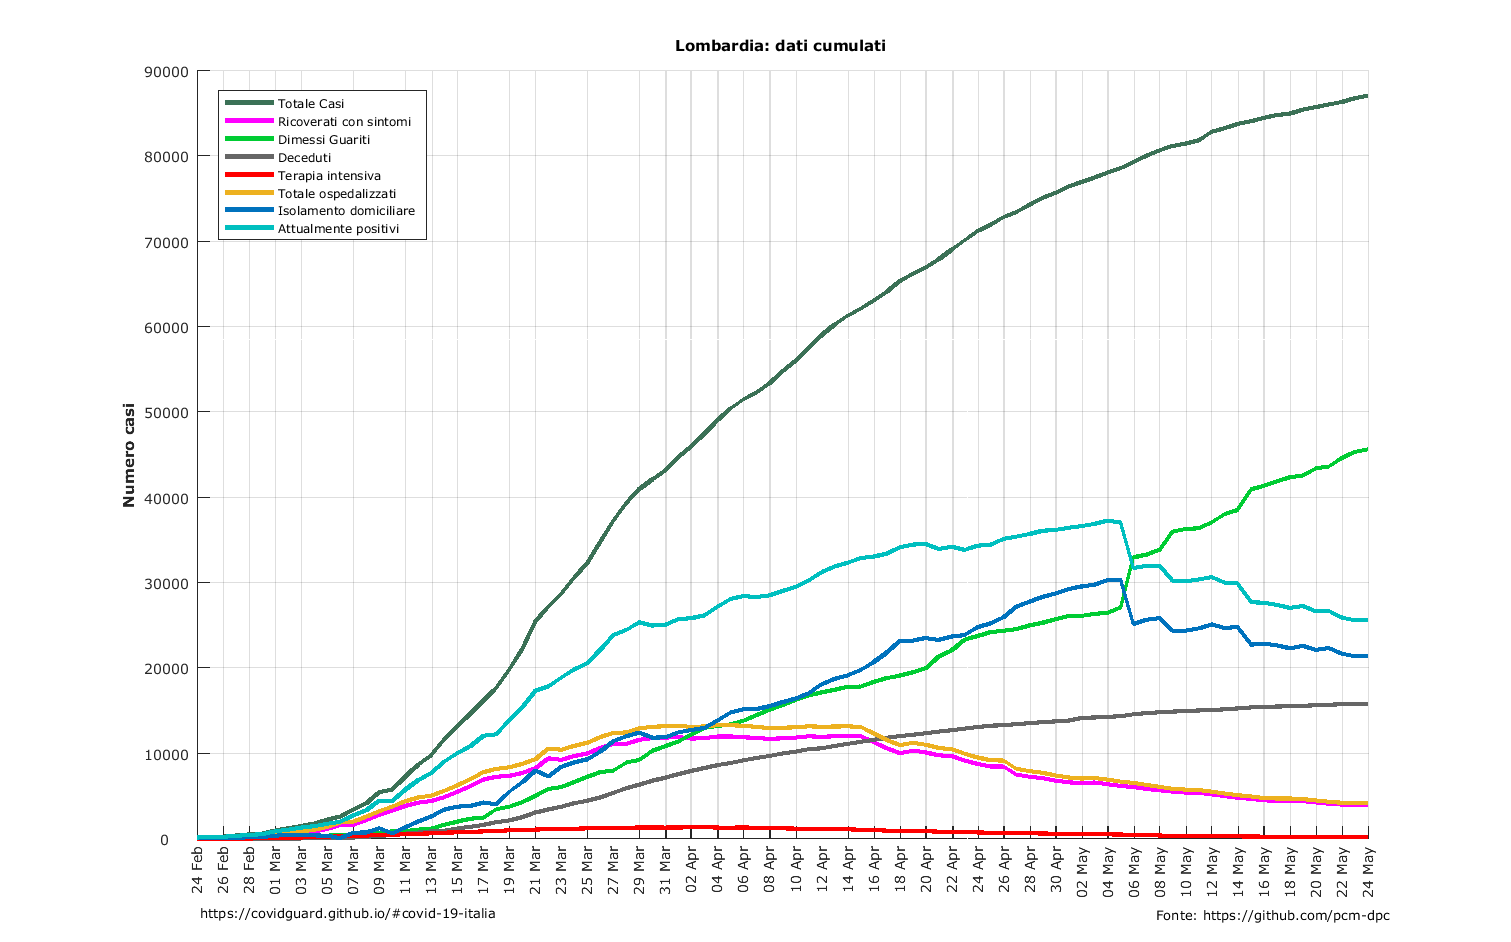 Lombardia: dati cumulati
90000
80000
70000
60000
50000
40000
30000
20000
10000
0
Numero casi
Totale Casi
Ricoverati con sintomi
Dimessi Guariti
Deceduti
Terapia intensiva
Totale ospedalizzati
Isolamento domiciliare
Attualmente positivi
24 Feb
26 Feb
28 Feb
01 Mar
03 Mar
05 Mar
07 Mar
09 Mar
11 Mar
13 Mar
15 Mar
17 Mar
19 Mar
21 Mar
23 Mar
25 Mar
27 Mar
29 Mar
31 Mar
02 Apr
04 Apr
06 Apr
08 Apr
10 Apr
12 Apr
14 Apr
16 Apr
18 Apr
20 Apr
22 Apr
24 Apr
26 Apr
28 Apr
30 Apr
02 May
04 May
06 May
08 May
10 May
12 May
14 May
16 May
18 May
20 May
22 May
24 May
https://covidguard.github.io/#covid-19-italia
Fonte: https://github.com/pcm-dpc